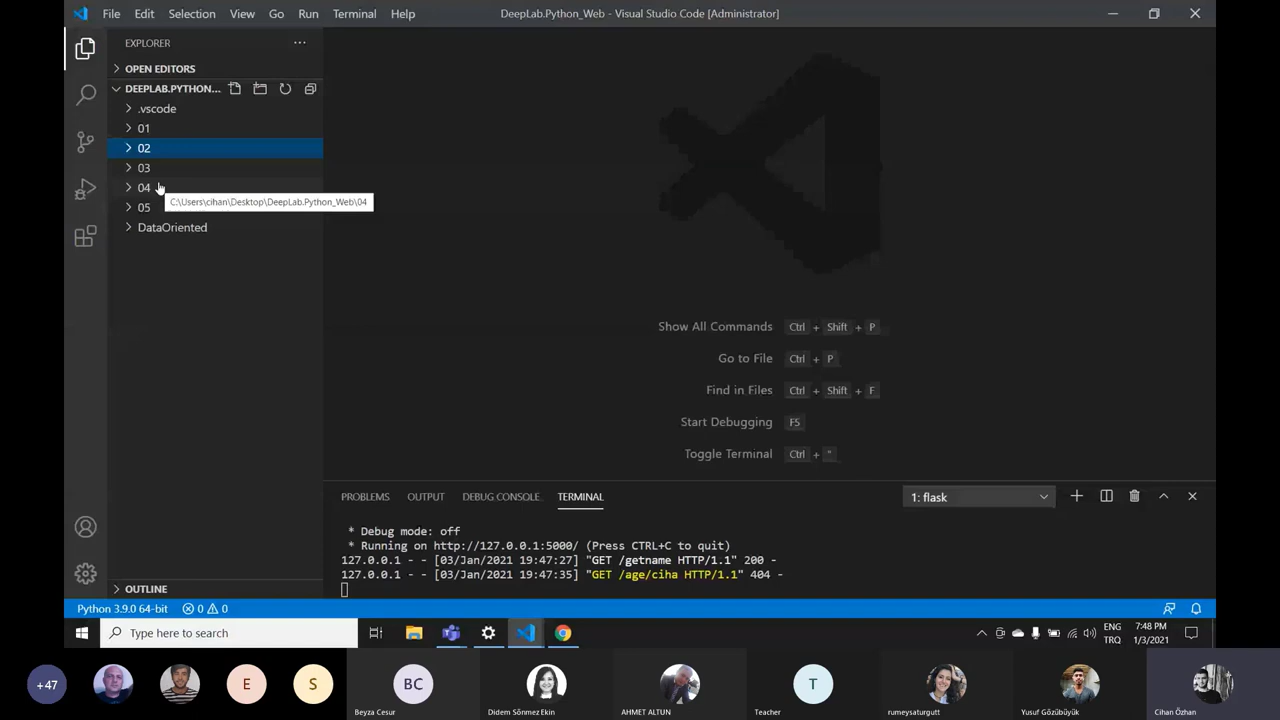 File Edit Selection View Go Run Terminal Help DeepLab.Python_Web - Visual Studio Code [Administrator]
EXPLORER ...
OPEN EDITORS
DEEPLAB.PYTHON...
.vscode
01
02
03
04
C:\Users\cihan\Desktop\DeepLab.Python_Web\04
05
DataOriented
Show All Commands Ctrl + Shift + P
Go to File Ctrl + P
Find in Files Ctrl + Shift + F
Start Debugging F5
Toggle Terminal Ctrl + "
PROBLEMS OUTPUT DEBUG CONSOLE TERMINAL 1: flask
* Debug mode: off
* Running on http://127.0.0.1:5000/ (Press CTRL+C to quit)
127.0.0.1 - - [03/Jan/2021 19:47:27] "GET /getname HTTP/1.1" 200 -
127.0.0.1 - - [03/Jan/2021 19:47:35] "GET /age/ciha HTTP/1.1" 404 -
OUTLINE
Python 3.9.0 64-bit 0 0
Type here to search
ENG 7:48 PM
TRQ 1/3/2021
+47 E S BC T
Beyza Cesur Didem Sönmez Ekin AHMET ALTUN Teacher rumeysaturgutt Yusuf Gözübüyük Cihan Özhan